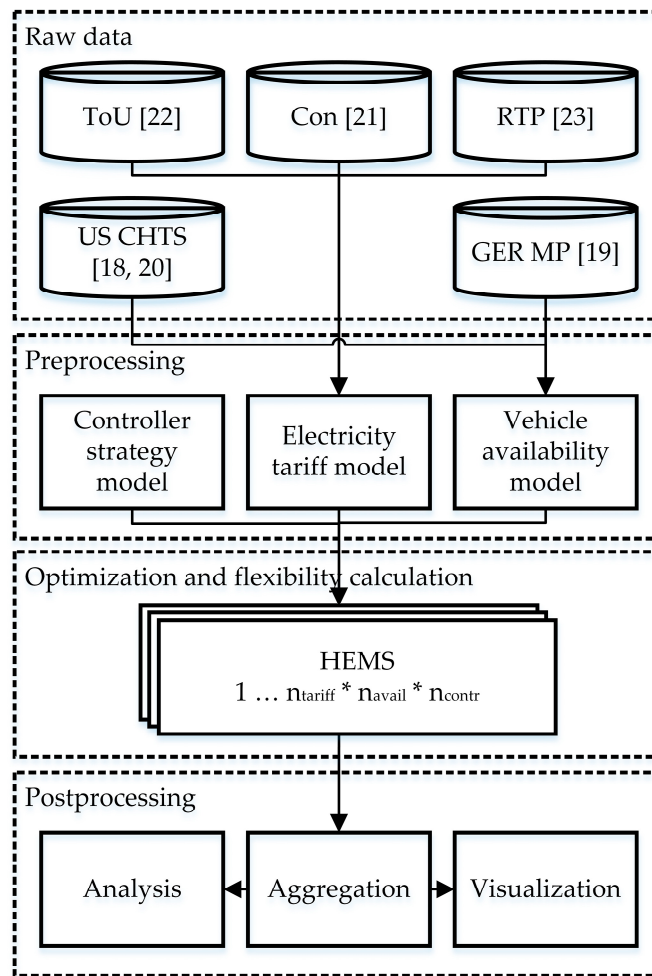 Raw data
ToU [22]
Con [21]
RTP [23]
US CHTS
[18, 20]
GER MP [19]
Preprocessing
Controller
strategy
model
Electricity
tariff model
Vehicle
availability
model
Optimization and flexibility calculation
HEMS
1 … ntariff * navail * ncontr
Postprocessing
Analysis
Aggregation
Visualization